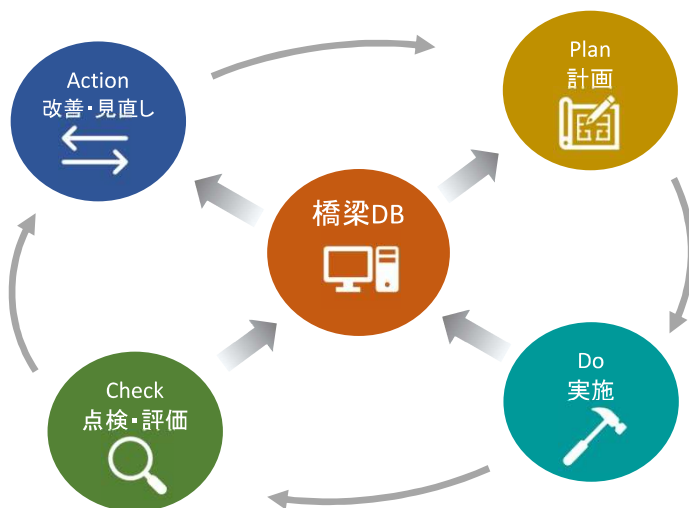 Action
改善・見直し
Plan
計画
橋梁DB
Check
点検・評価
Do
実施